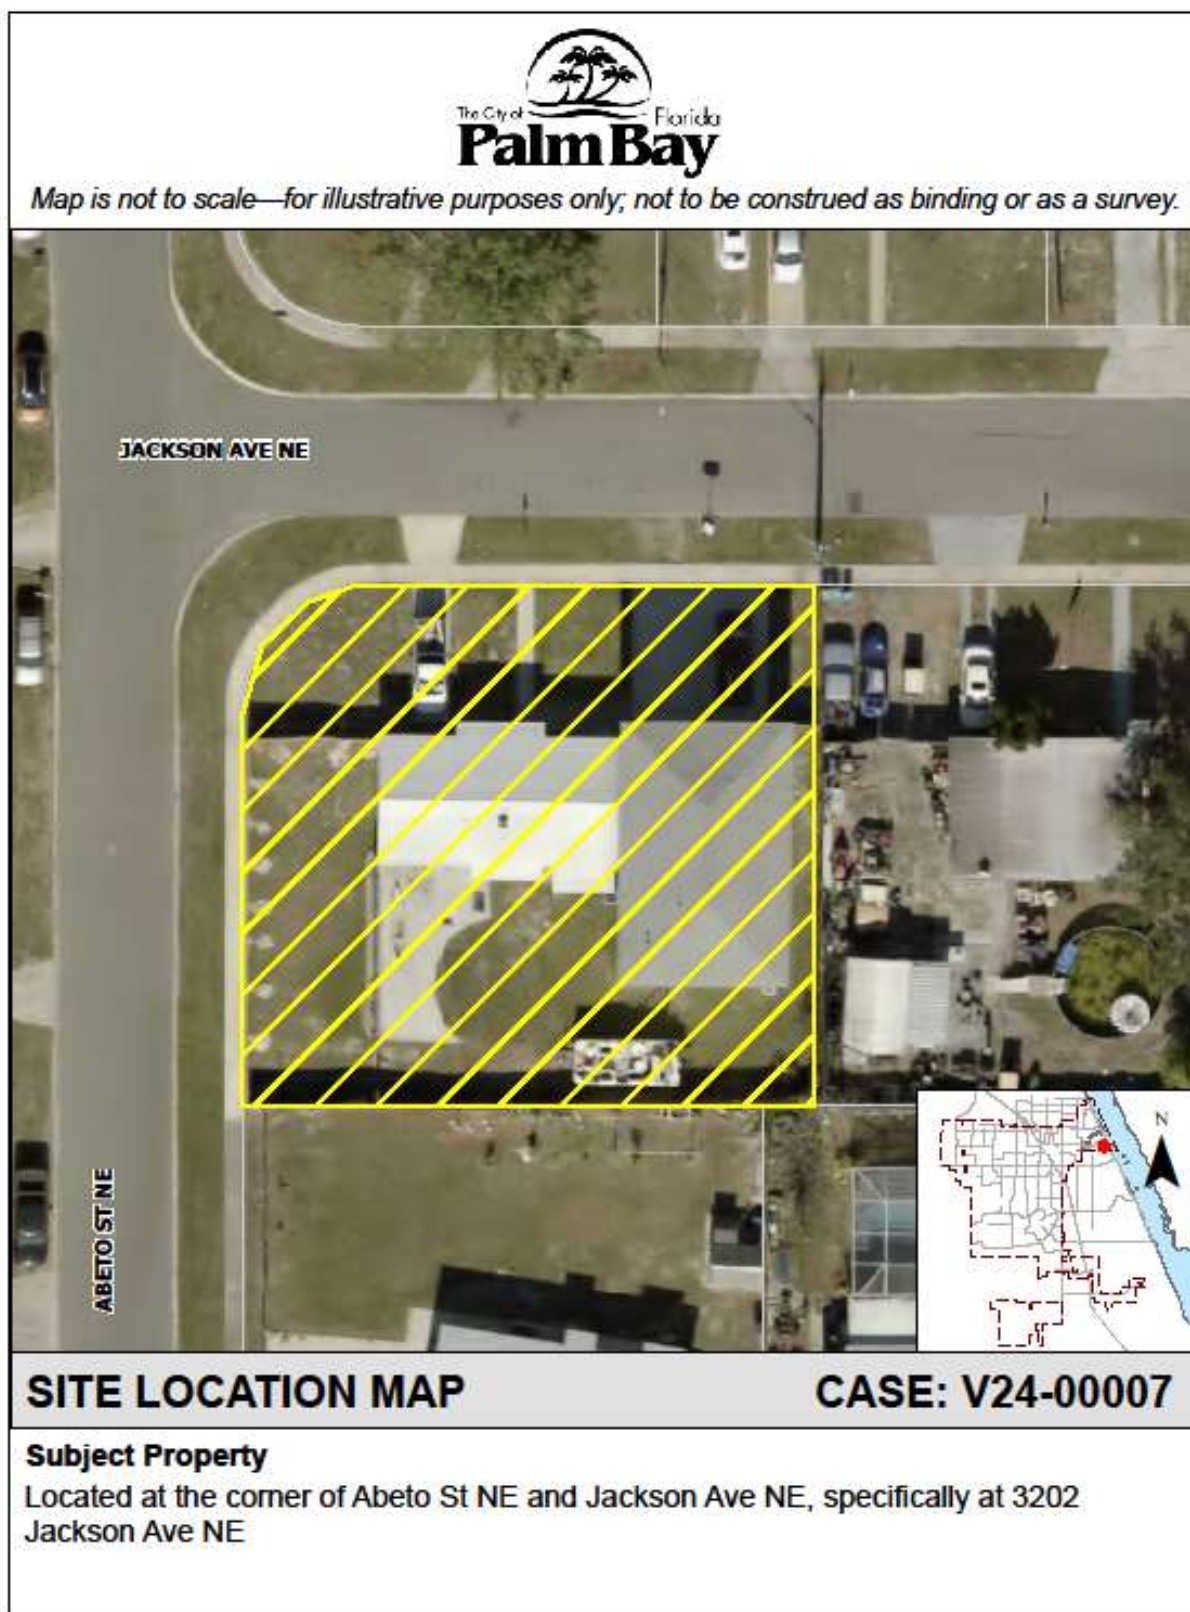 The City of Florida
Palm Bay
Map is not to scale—for illustrative purposes only; not to be construed as binding or as a survey.
JACKSON AVE NE
N
ABETO ST NE
SITE LOCATION MAP CASE: V24-00007
Subject Property
Located at the corner of Abeto St NE and Jackson Ave NE, specifically at 3202
Jackson Ave NE